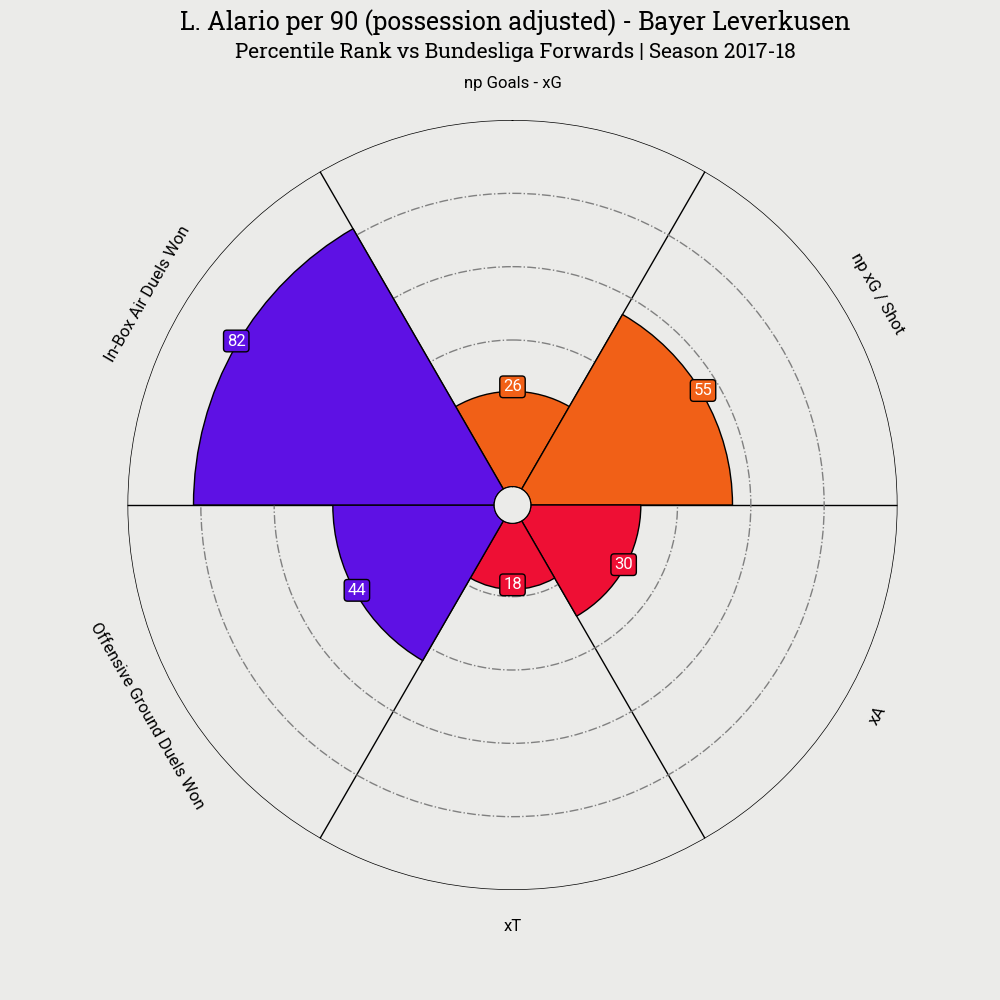 L. Alario per 90 (possession adjusted) - Bayer Leverkusen
Percentile Rank vs Bundesliga Forwards | Season 2017-18
np Goals - xG
In-Box Air Duels Won
np xG / Shot
82
26
55
44
18
30
Offensive Ground Duels Won
xA
xT